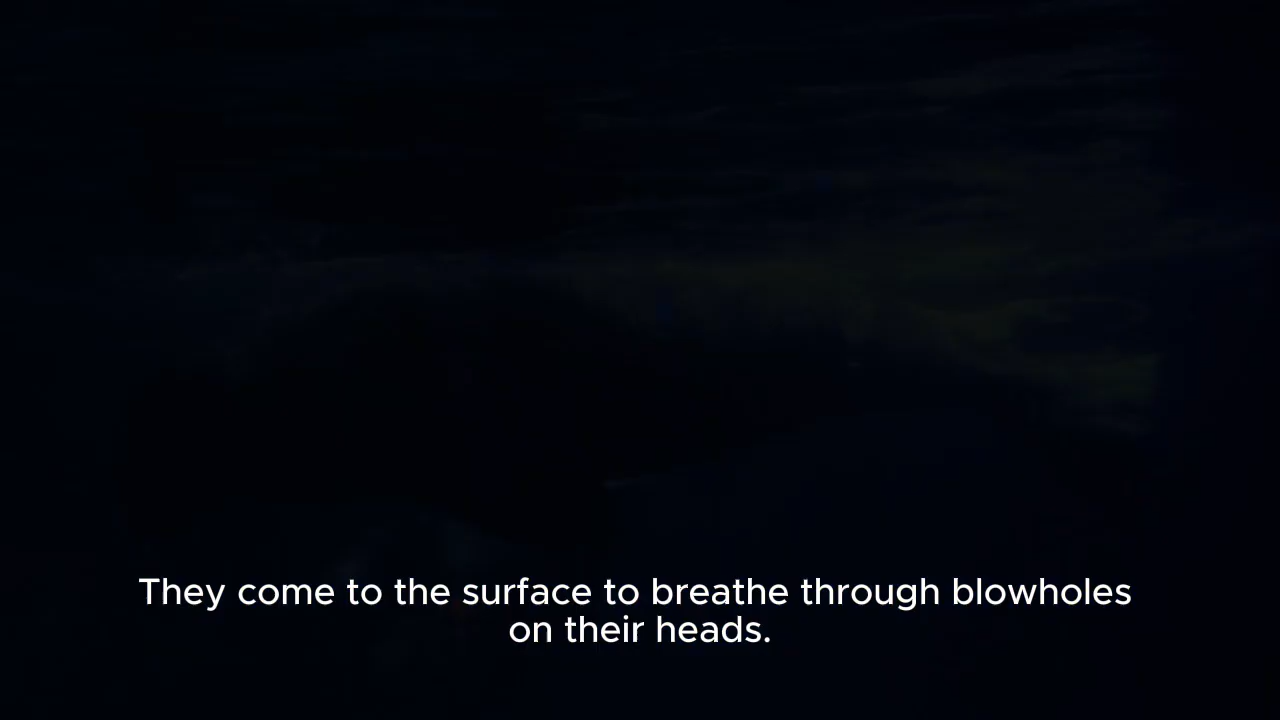 They come to the surface to breathe through blowholes
on their heads.